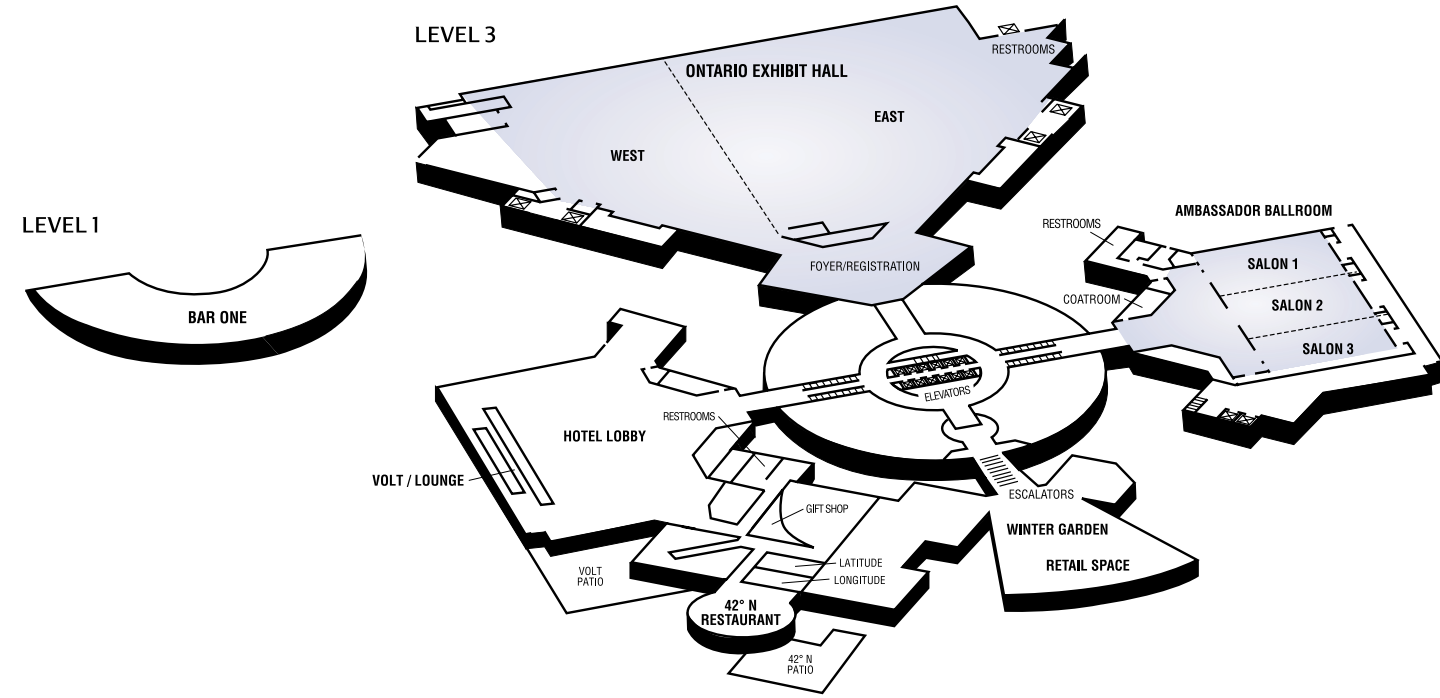 LEVEL 3
RESTROOMS
ONTARIO EXHIBIT HALL
EAST
WEST
LEVEL 1
AMBASSADOR BALLROOM
RESTROOMS
FOYER/REGISTRATION
SALON 1
COATROOM
SALON 2
BAR ONE
SALON 3
ELEVATORS
RESTROOMS
HOTEL LOBBY
VOLT / LOUNGE
ESCALATORS
GIFT SHOP
WINTER GARDEN
LATITUDE
RETAIL SPACE
VOLT
PATIO
LONGITUDE
42° N
RESTAURANT
42° N
PATIO